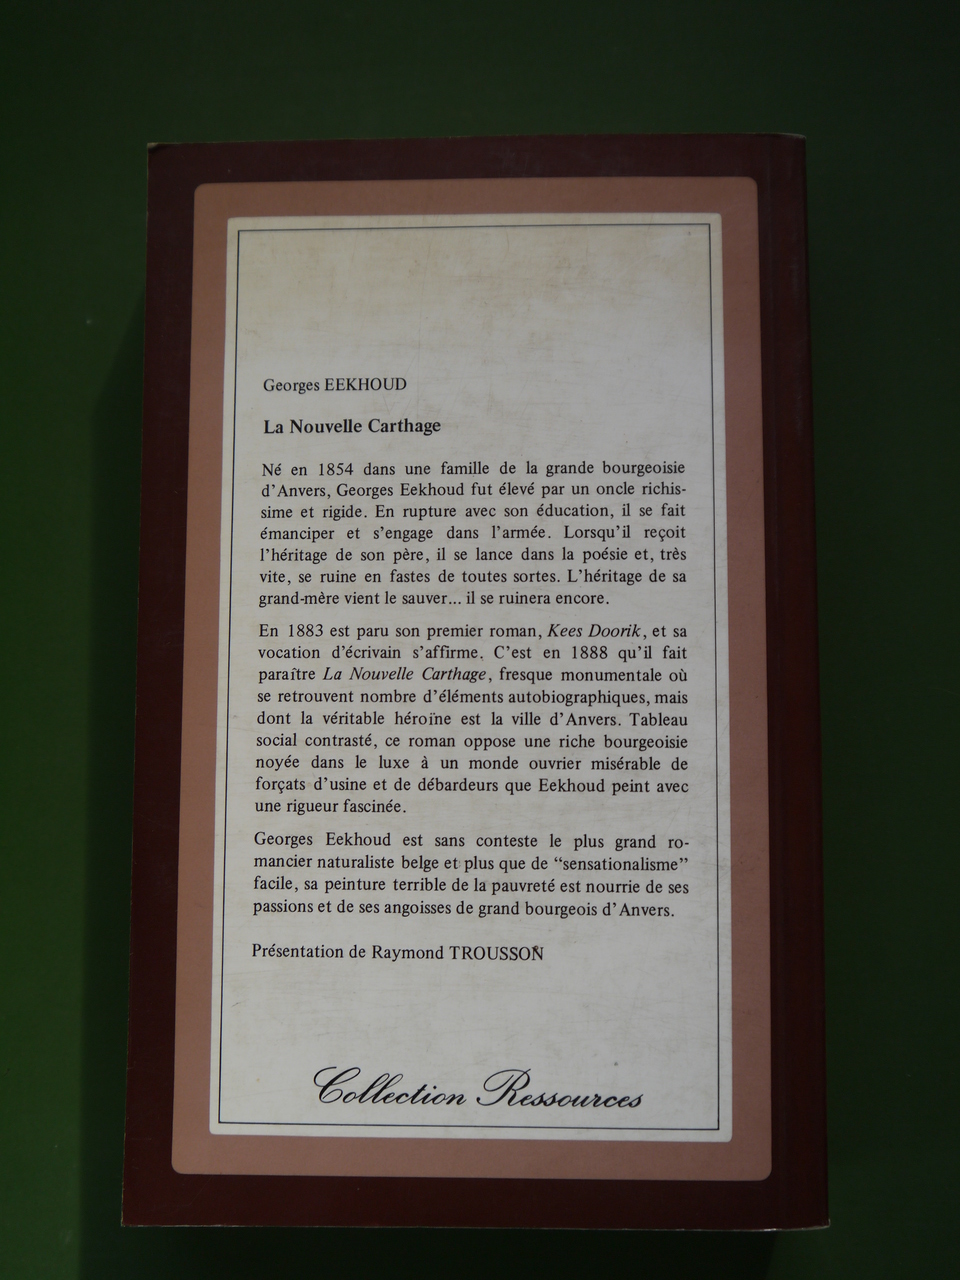 Georges EEKHOUD
La Nouvelle Carthage
Né en 1854 dans une famille de la grande bourgeoisie
d'Anvers, Georges Eekhoud fut élevé par un oncle richis-
sime et rigide. En rupture avec son éducation, il se fait
émanciper et s'engage dans l'armée. Lorsqu'il reçoit
l'héritage de son père, il se lance dans la poésie et, très
vite, se ruine en fastes de toutes sortes. L'héritage de sa
grand-mère vient le sauver... il se ruinera encore.
En 1883 est paru son premier roman, Kees Doorik, et sa
vocation d'écrivain s'affirme. C'est en 1888 qu'il fait
paraître La Nouvelle Carthage, fresque monumentale où
se retrouvent nombre d'éléments autobiographiques, mais
dont la véritable héroïne est la ville d'Anvers. Tableau
social contrasté, ce roman oppose une riche bourgeoisie
noyée dans le luxe à un monde ouvrier misérable de
forçats d'usine et de débardeurs que Eekhoud peint avec
une rigueur fascinée.
Georges Eekhoud est sans conteste le plus grand ro-
mancier naturaliste belge et plus que de “sensationalisme”
facile, sa peinture terrible de la pauvreté est nourrie de ses
passions et de ses angoisses de grand bourgeois d'Anvers.
Présentation de Raymond TROUSSON
Collection Ressources